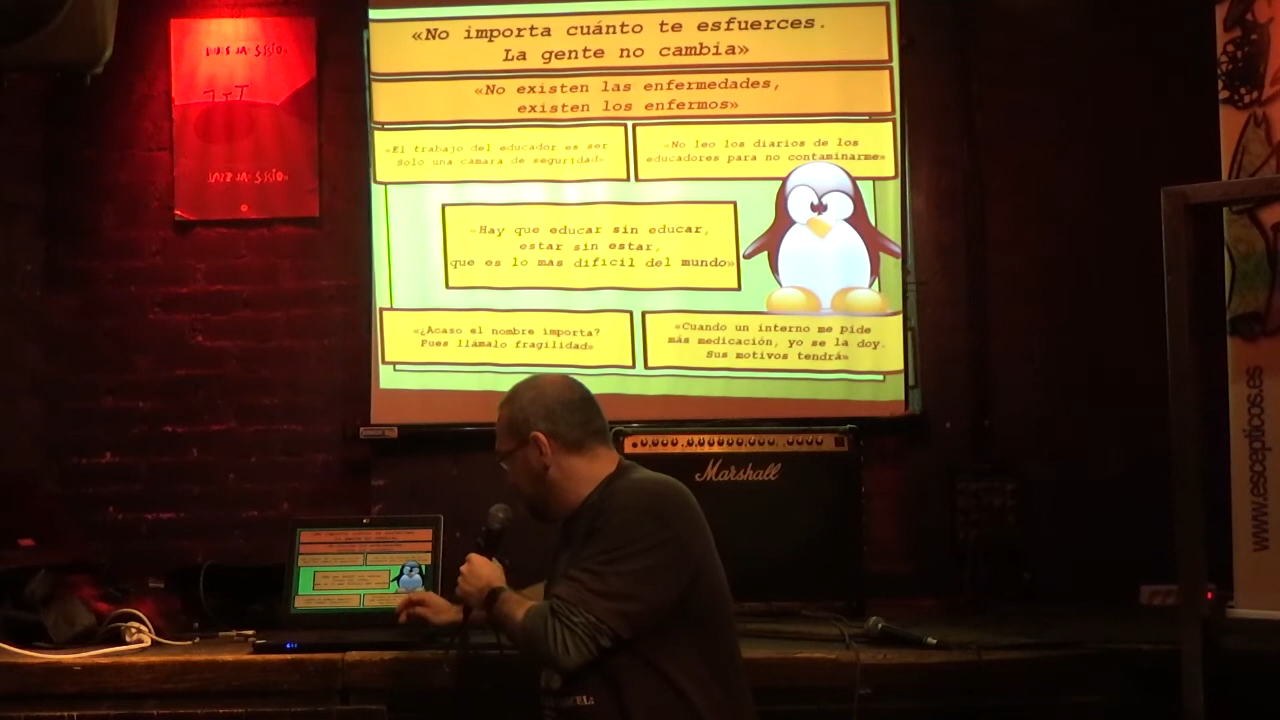 «No importa cuánto te esfuerces.
La gente no cambia»
«No existen las enfermedades,
existen los enfermos»
«El trabajo del educador es ser
Solo una cámara de seguridad»
«No leo los diarios de los
educadores para no contaminarme»
«Hay que educar sin educar,
estar sin estar,
que es lo mas dificil del mundo»
«¿Acaso el nombre importa?
Pues llámalo fragilidad»
«Cuando un interno me pide
más medicación, yo se la doy.
Sus motivos tendrá»
Marshall
www.escepticos.es